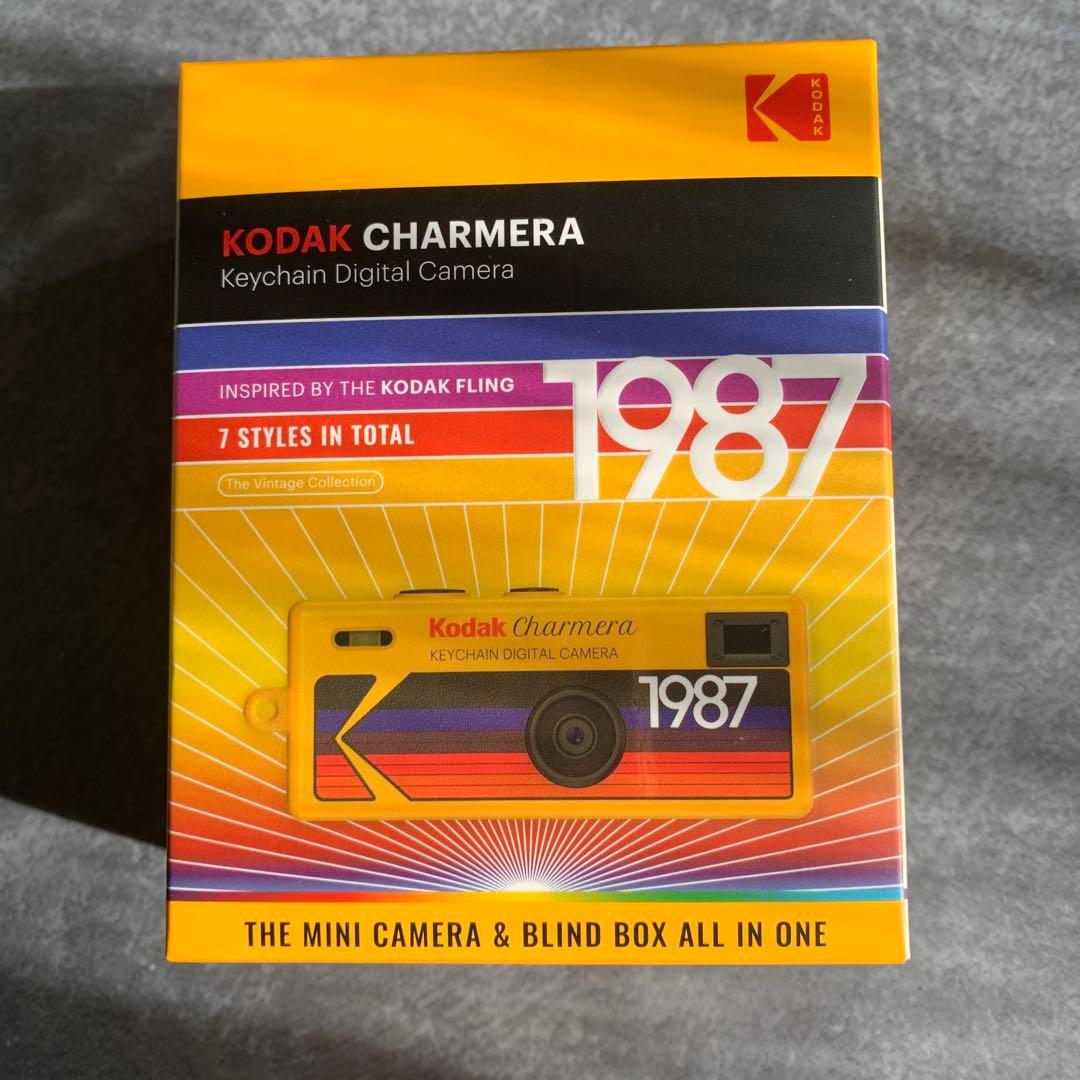 KODAK
KODAK CHARMERA
Keychain Digital Camera
INSPIRED BY THE KODAK FLING
1987
7 STYLES IN TOTAL
The Vintage Collection
Kodak Charmera
KEYCHAIN DIGITAL CAMERA
1987
THE MINI CAMERA & BLIND BOX ALL IN ONE